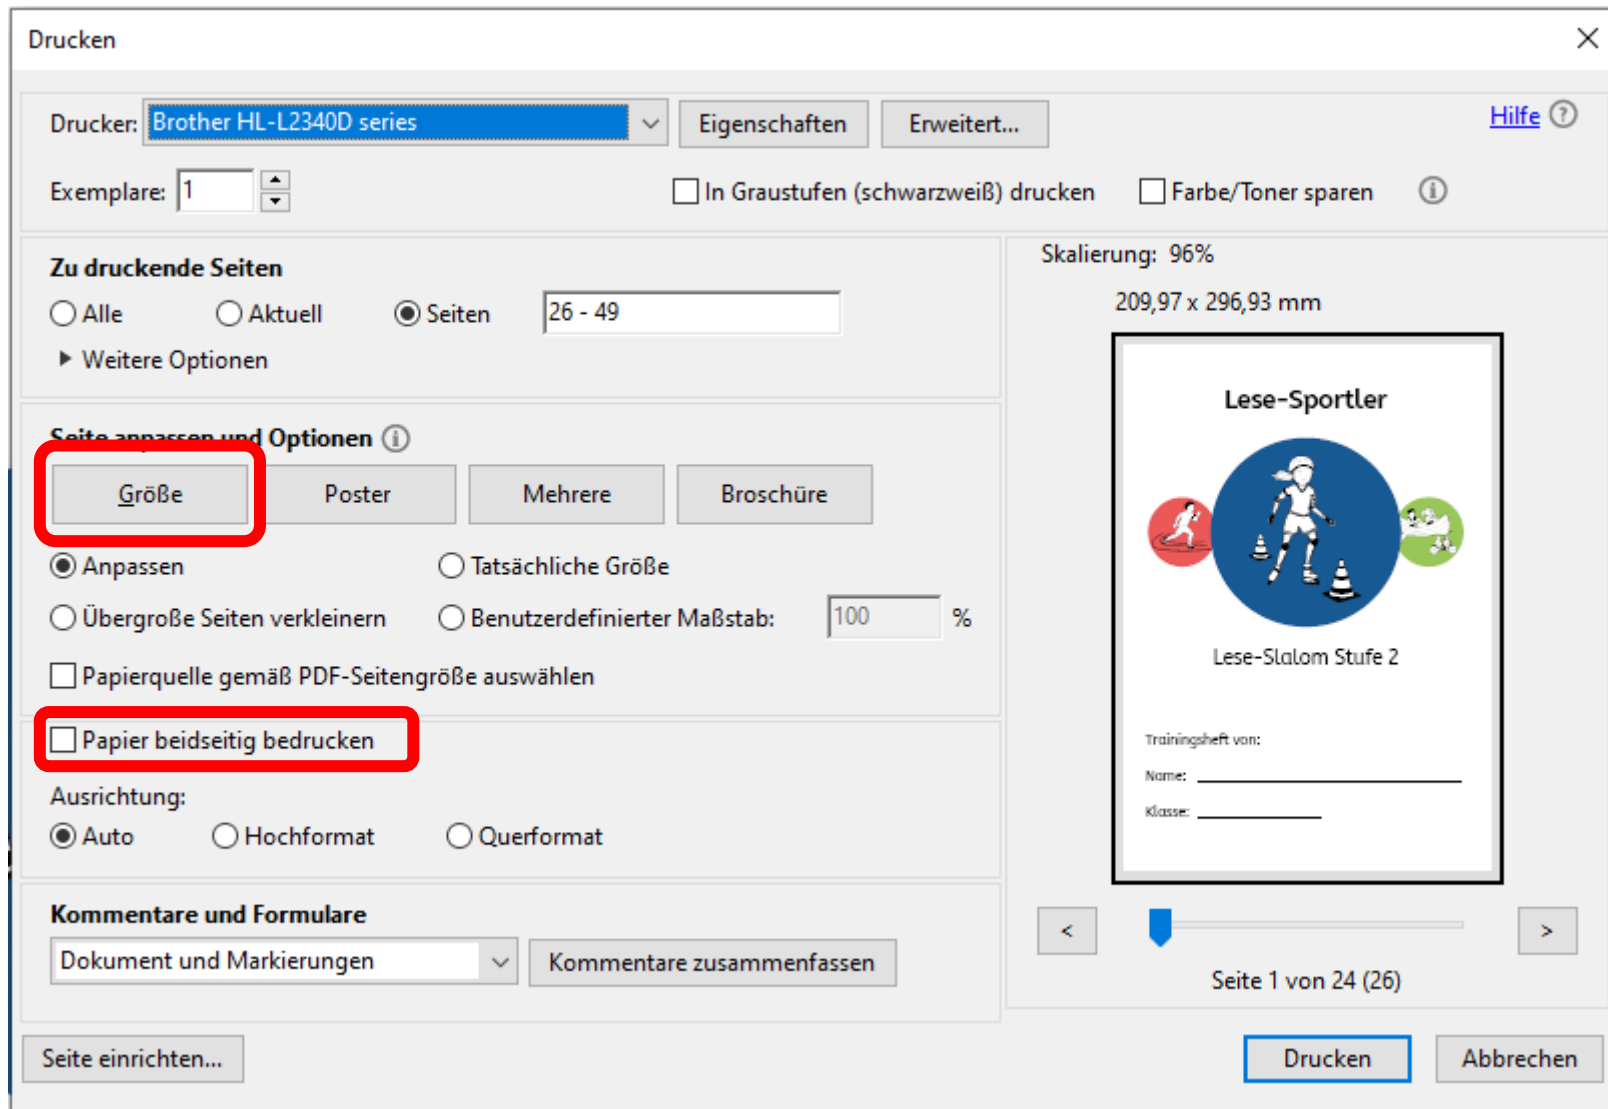 Drucken
Drucker: Brother HL-L2340D series Eigenschaften Erweitert... Hilfe ?
Exemplare: 1 In Graustufen (schwarzweiß) drucken Farbe/Toner sparen i
Zu druckende Seiten
Alle Aktuell Seiten 26 - 49
Weitere Optionen
Seite anpassen und Optionen i
Größe Poster Mehrere Broschüre
Anpassen Tatsächliche Größe
Übergroße Seiten verkleinern Benutzerdefinierter Maßstab: 100 %
Papierquelle gemäß PDF-Seitengröße auswählen
Papier beidseitig bedrucken
Ausrichtung:
Auto Hochformat Querformat
Kommentare und Formulare
Dokument und Markierungen Kommentare zusammenfassen
Skalierung: 96%
209,97 x 296,93 mm
Lese-Sportler
Lese-Slalom Stufe 2
Trainingsheft von:
Name:
Klasse:
< >
Seite 1 von 24 (26)
Seite einrichten... Drucken Abbrechen